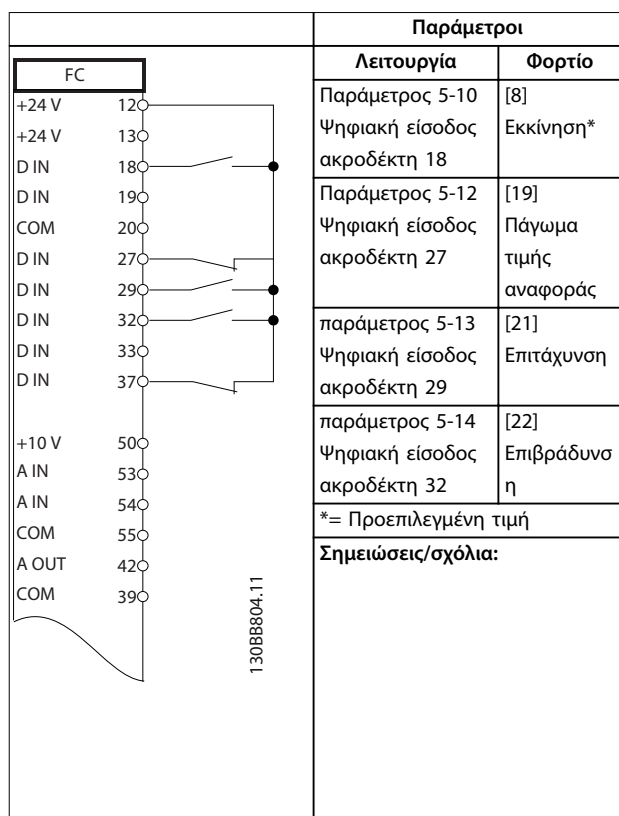 FC
+24 V 12
+24 V 13
D IN 18
D IN 19
COM 20
D IN 27
D IN 29
D IN 32
D IN 33
D IN 37
+10 V 50
A IN 53
A IN 54
COM 55
A OUT 42
COM 39
130BB804.11
Παράμετροι
Λειτουργία Φορτίο
Παράμετρος 5-10 [8]
Ψηφιακή είσοδος Εκκίνηση*
ακροδέκτη 18
Παράμετρος 5-12 [19]
Ψηφιακή είσοδος Πάγωμα
ακροδέκτη 27 τιμής
αναφοράς
παράμετρος 5-13 [21]
Ψηφιακή είσοδος Επιτάχυνση
ακροδέκτη 29
παράμετρος 5-14 [22]
Ψηφιακή είσοδος Επιβράδυνσ
ακροδέκτη 32 η
*= Προεπιλεγμένη τιμή
Σημειώσεις/σχόλια: